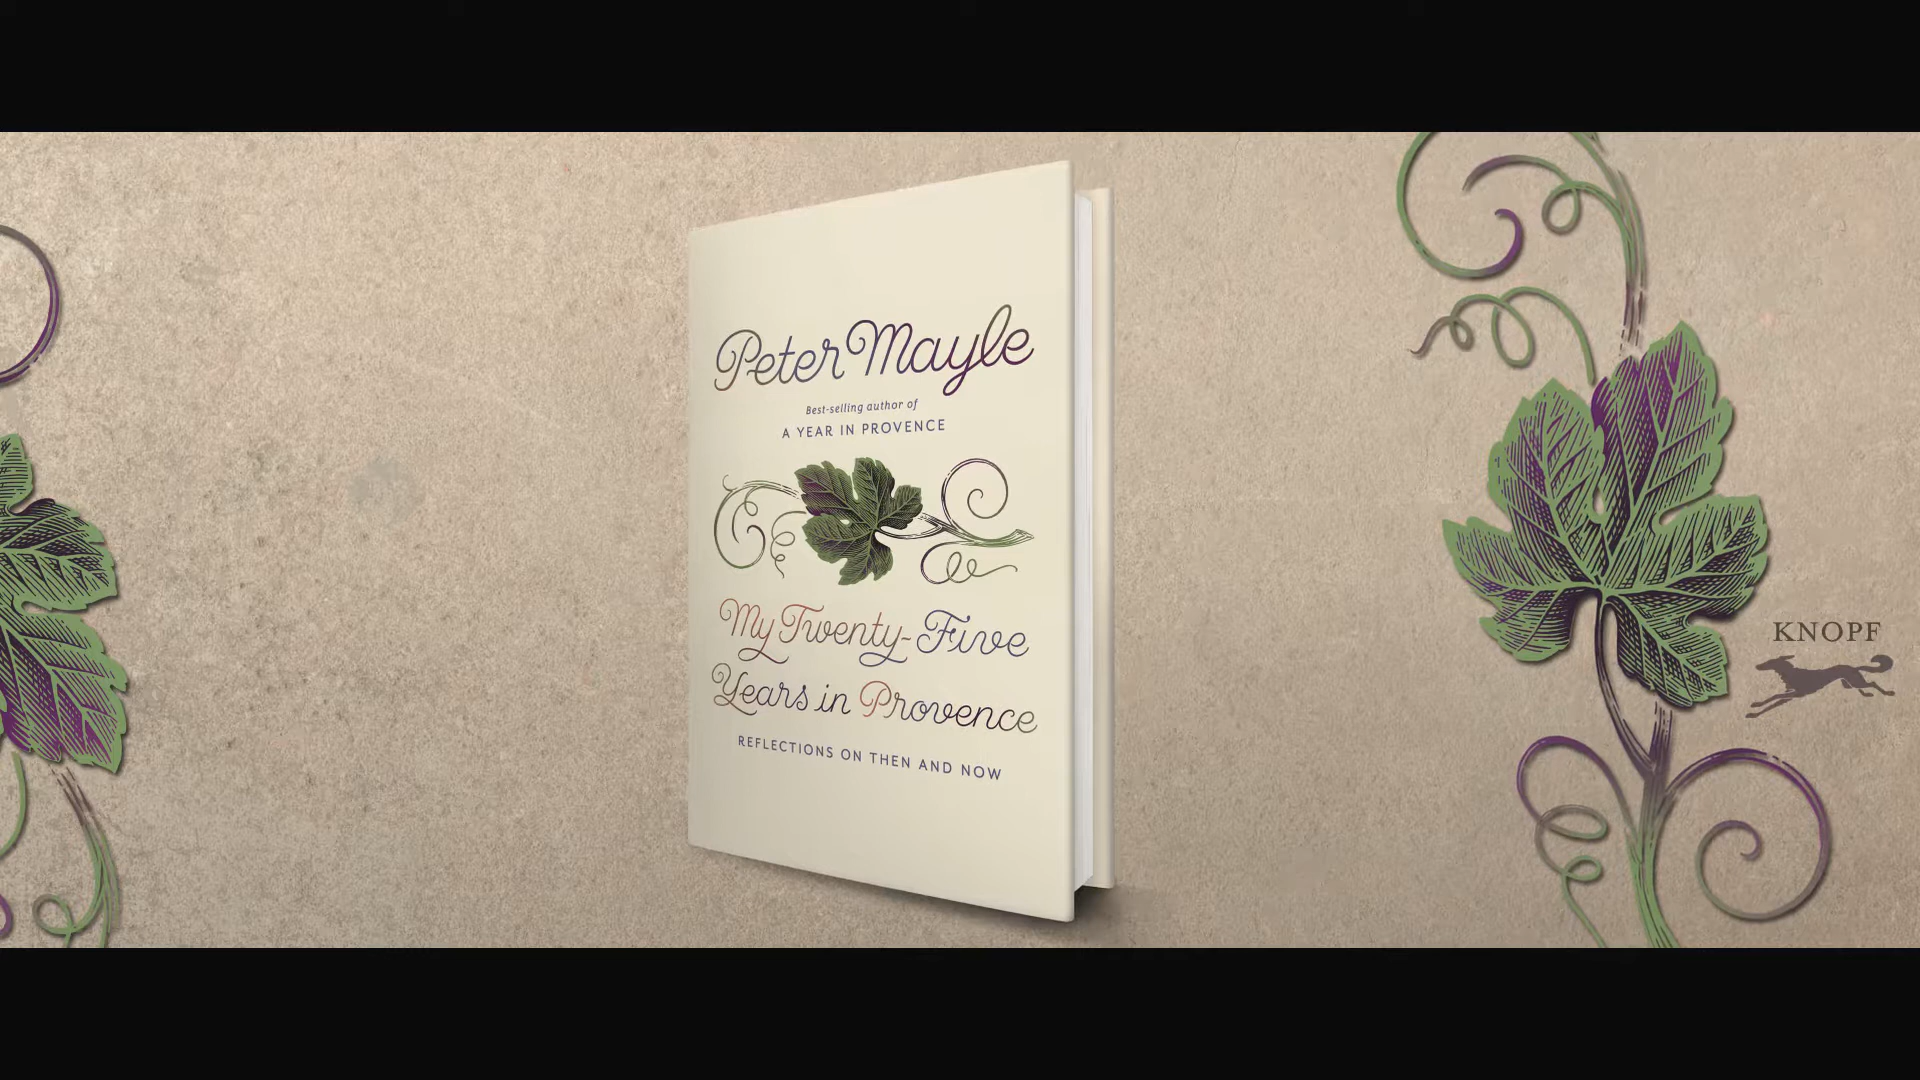 Peter Mayle
Best-selling author of
A YEAR IN PROVENCE
My Twenty-Five
Years in Provence
REFLECTIONS ON THEN AND NOW
KNOPF